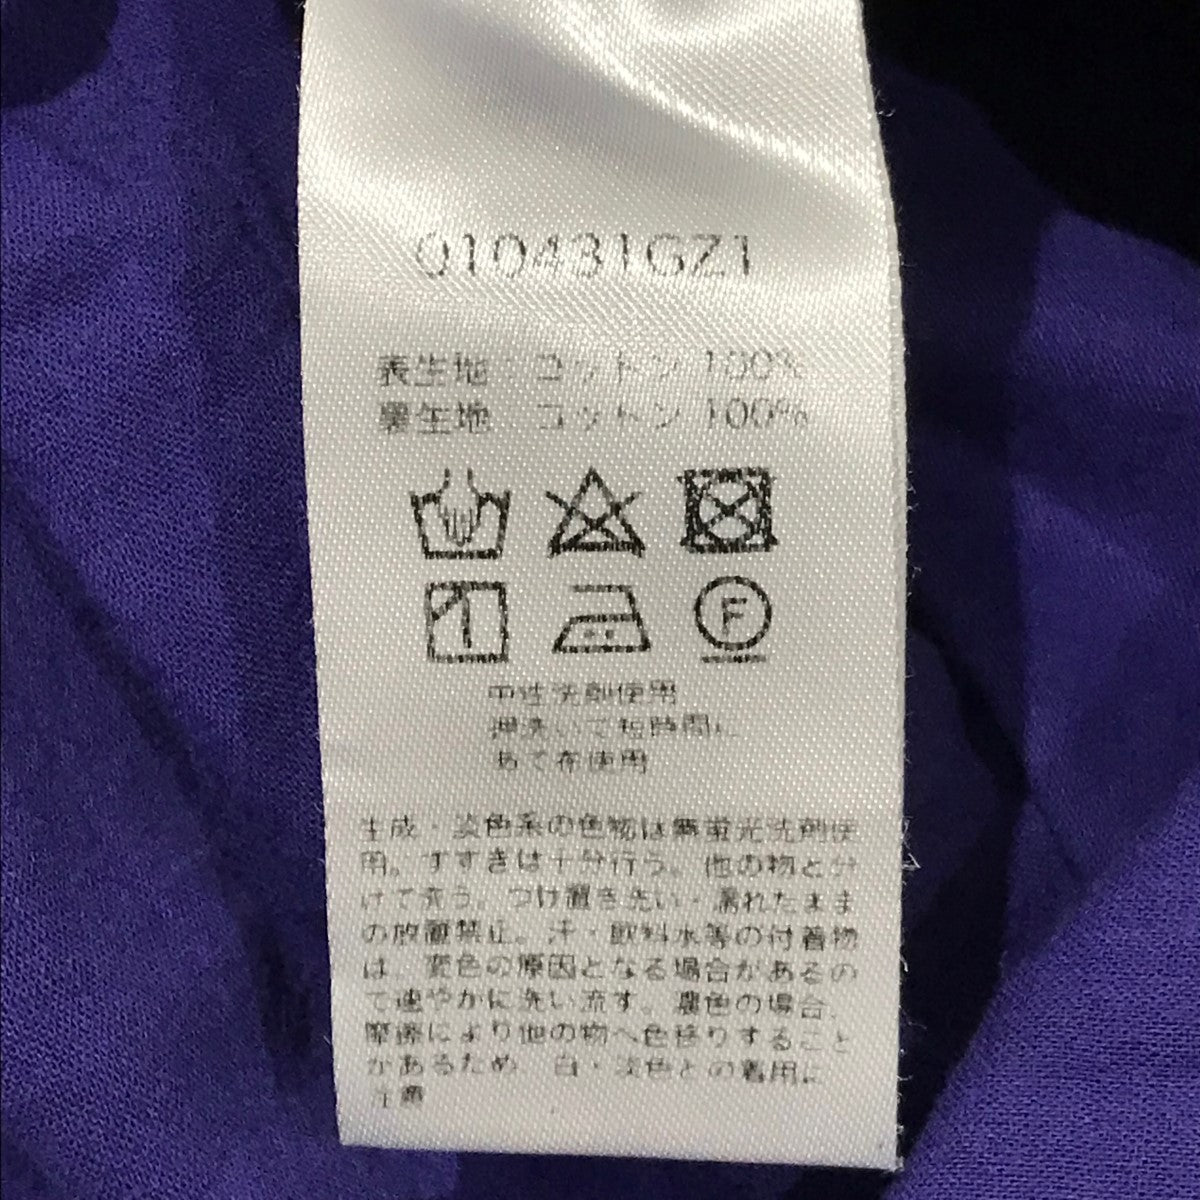 010431GZ1
表生地：コットン 100%
裏生地：コットン 100%
F
中性洗剤使用
押洗いで短時間に
あて布使用
生成・淡色系の色物は無蛍光洗剤使
用。すすぎは十分行う。他の物と分
けて洗う。つけ置き洗い・濡れたまま
の放置禁止。汗・飲料水等の付着物
は、変色の原因となる場合があるの
で速やかに洗い流す。濃色の場合、
摩擦により他の物へ色移りすること
があるため 白・淡色との着用に
注意